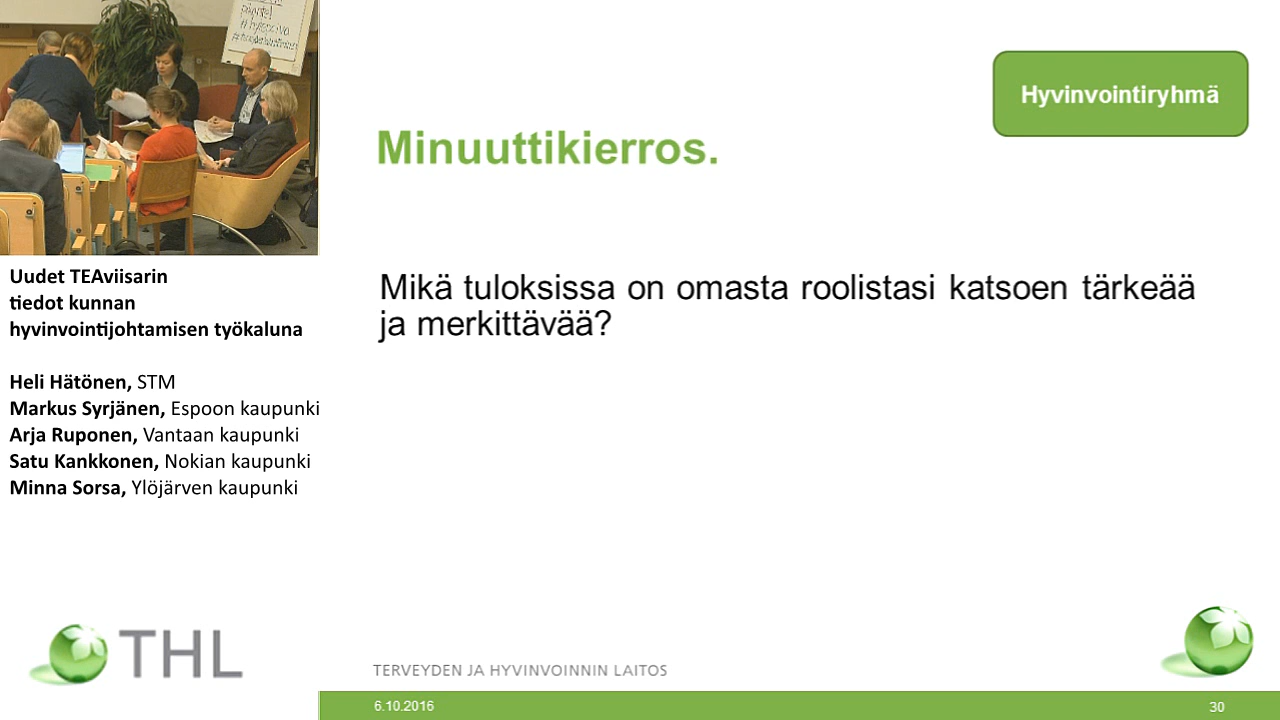 Hyvinvointiryhmä
Minuuttikierros.
Mikä tuloksissa on omasta roolistasi katsoen tärkeää
ja merkittävää?
Uudet TEAviisarin
tiedot kunnan
hyvinvointijohtamisen työkaluna
Heli Hätönen, STM
Markus Syrjänen, Espoon kaupunki
Arja Ruponen, Vantaan kaupunki
Satu Kankkonen, Nokian kaupunki
Minna Sorsa, Ylöjärven kaupunki
THL
TERVEYDEN JA HYVINVOINNIN LAITOS
6.10.2016
30